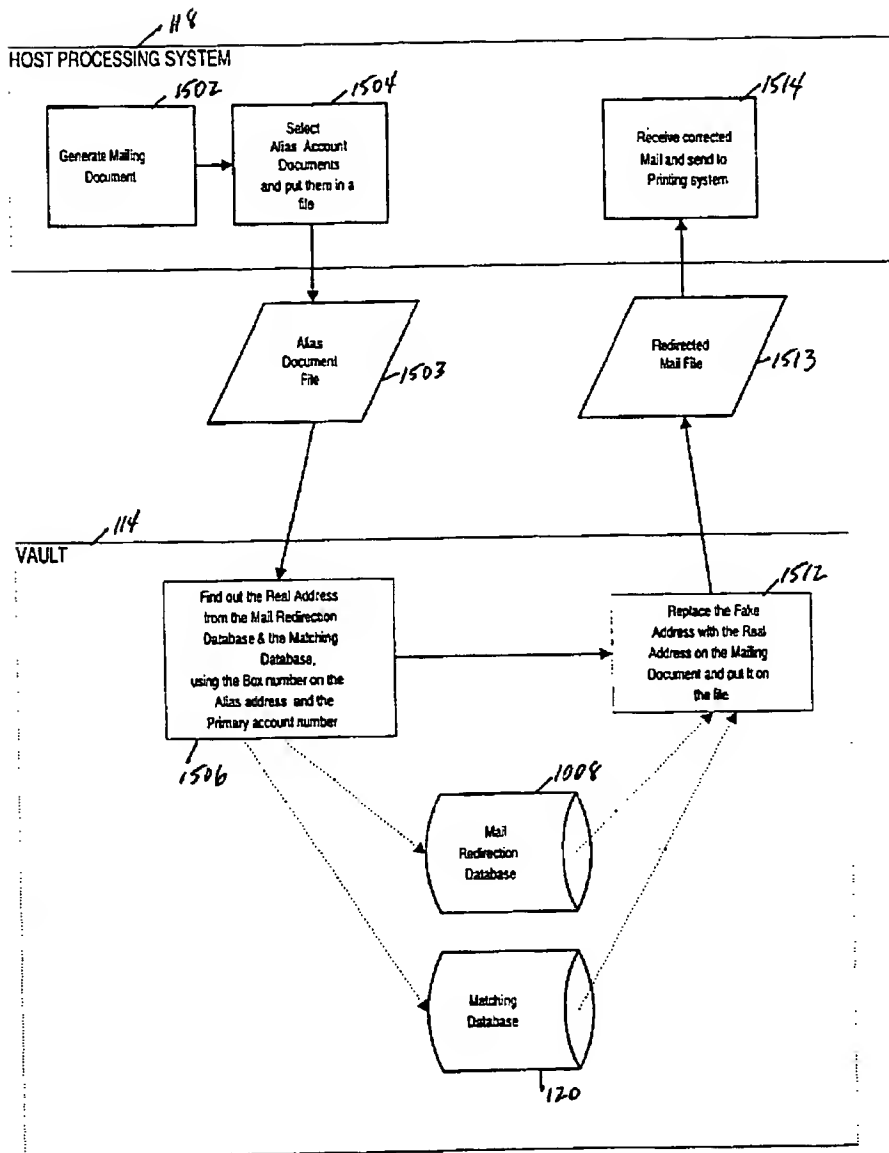 118
HOST PROCESSING SYSTEM
1502
Generate Mailing
Document
1504
Select
Alias Account
Documents
and put them in a
file
1514
Receive corrected
Mail and send to
Printing system
Alias
Document
File
1503
Redirected
Mail File
1513
114
VAULT
Find out the Real Address
from the Mail Redirection
Database & the Matching
Database,
using the Box number on the
Alias address and the
Primary account number
1506
1512
Replace the Fake
Address with the Real
Address on the Mailing
Document and put it on
the file
1008
Mail
Redirection
Database
Matching
Database
120